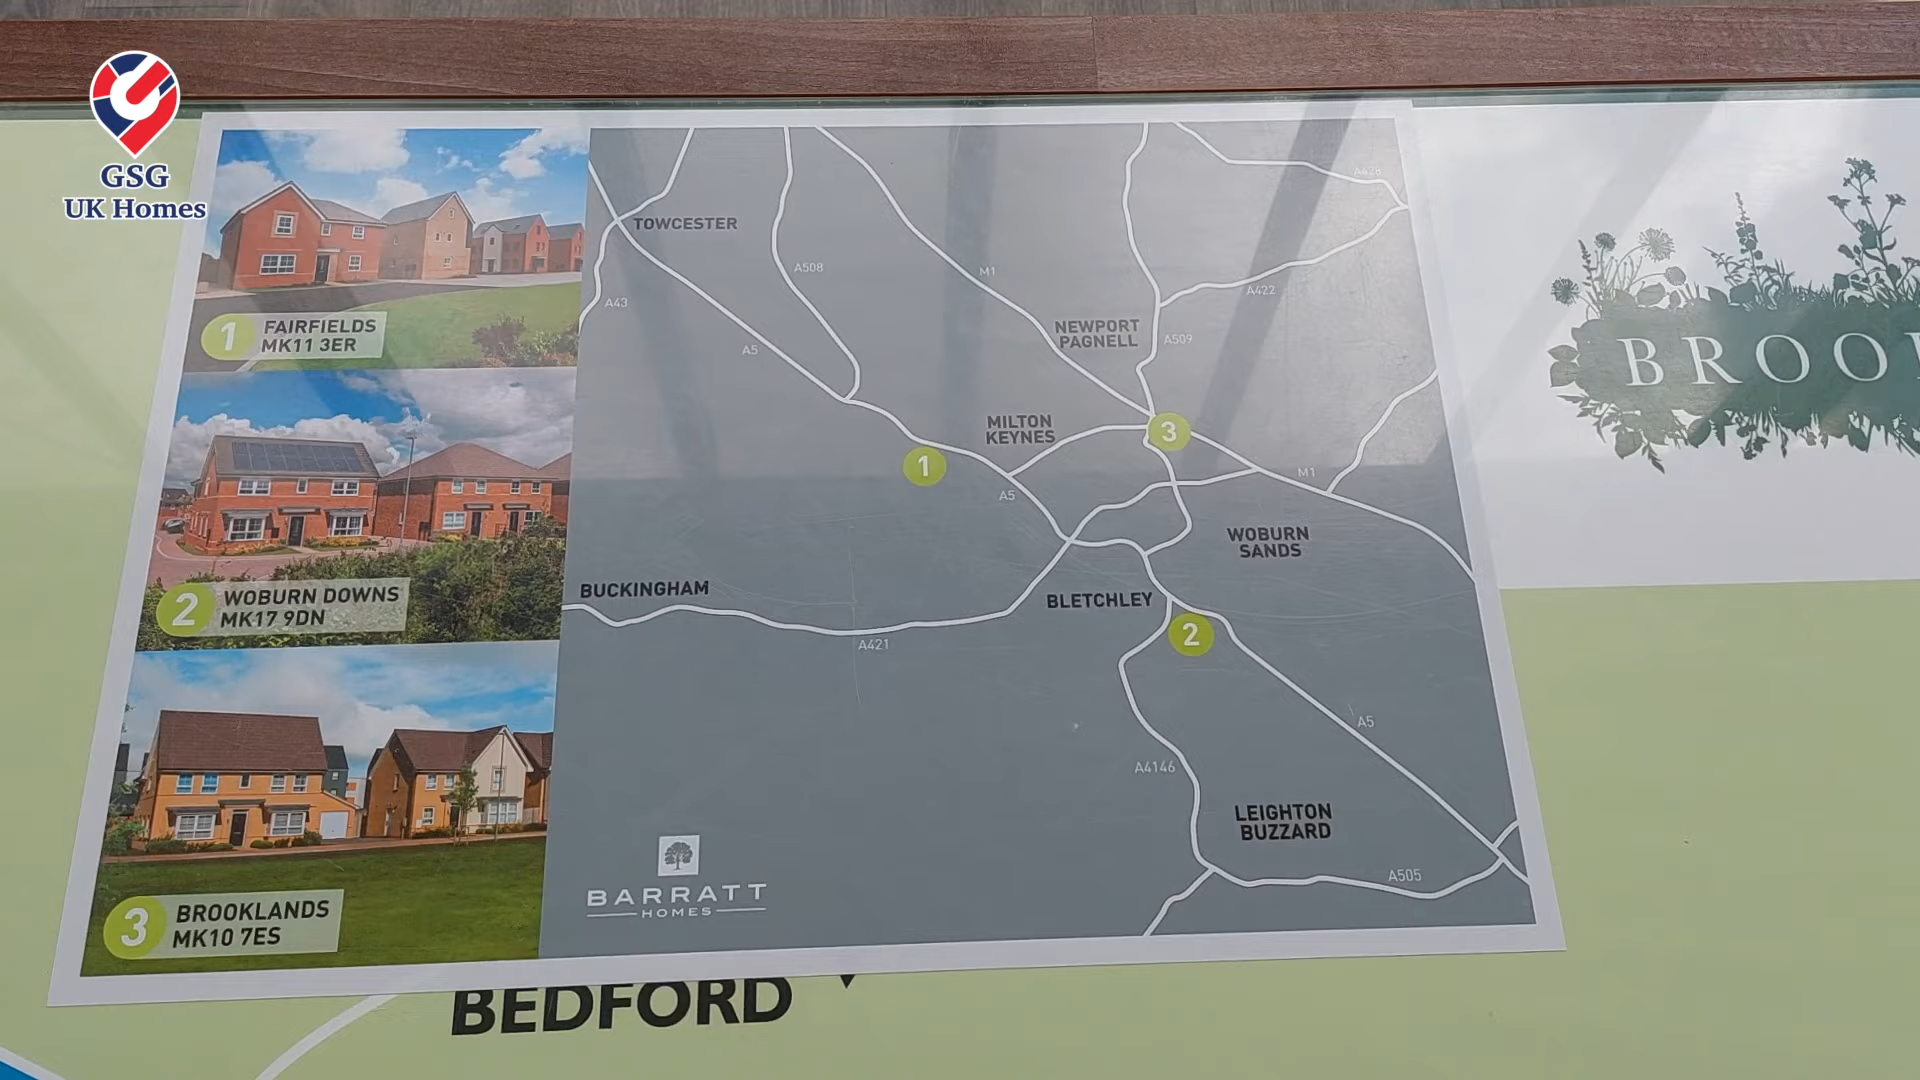 GSG
UK Homes
1
FAIRFIELDS
MK11 3ER
2
WOBURN DOWNS
MK17 9DN
3
BROOKLANDS
MK10 7ES
TOWCESTER
A43
A508
A5
M1
A428
A422
NEWPORT
PAGNELL
A509
MILTON
KEYNES
3
1
A5
M1
WOBURN
SANDS
BUCKINGHAM
BLETCHLEY
2
A421
A5
A4146
LEIGHTON
BUZZARD
A505
BARRATT
HOMES
BROO
BEDFORD